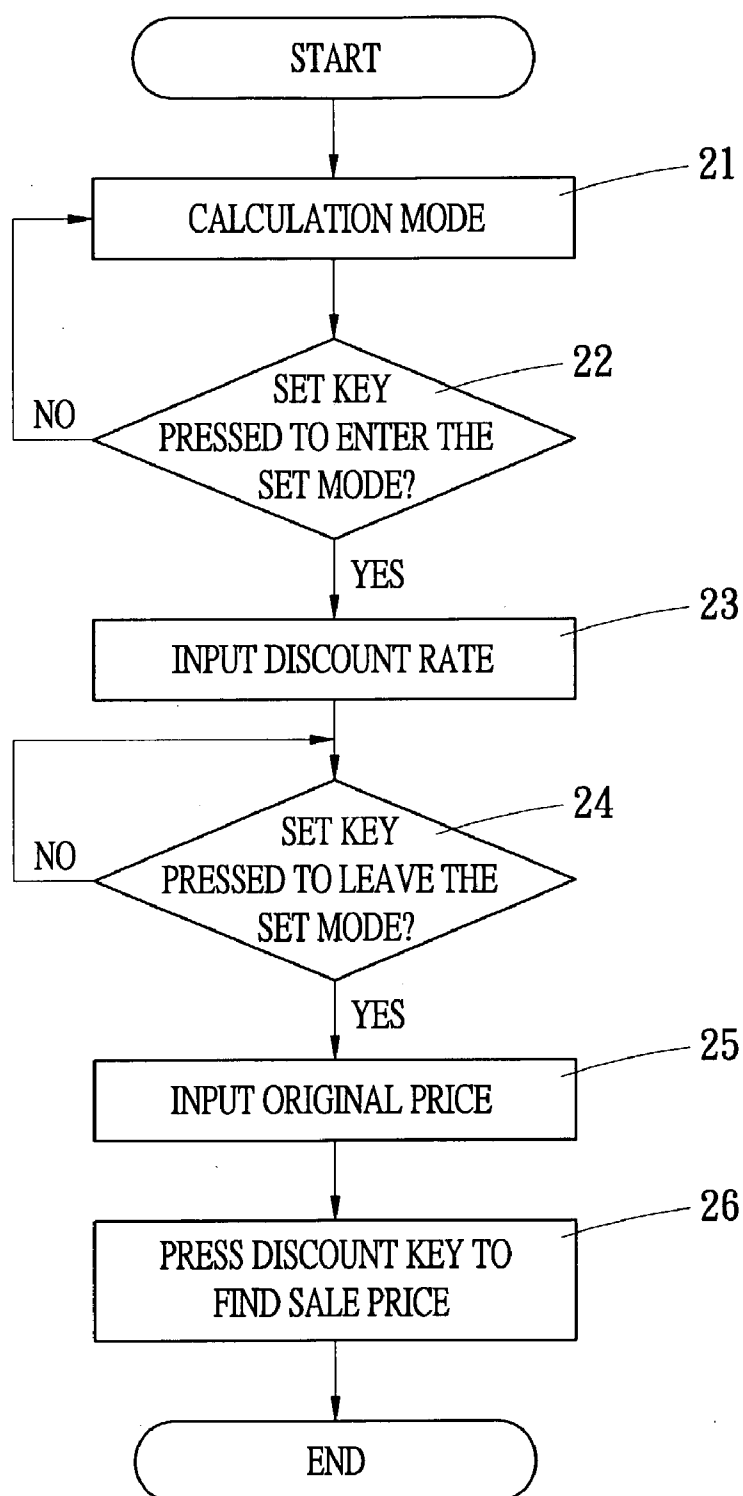 START
21
CALCULATION MODE
22
SET KEY
PRESSED TO ENTER THE
SET MODE?
NO
YES
23
INPUT DISCOUNT RATE
24
SET KEY
PRESSED TO LEAVE THE
SET MODE?
NO
YES
25
INPUT ORIGINAL PRICE
26
PRESS DISCOUNT KEY TO
FIND SALE PRICE
END